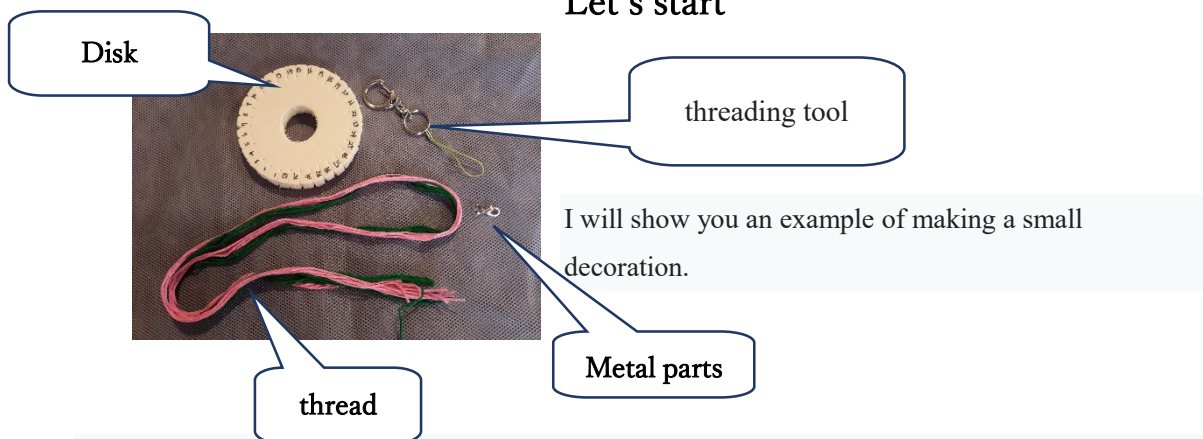 Let's start
Disk
threading tool
I will show you an example of making a small
decoration.
Metal parts
thread